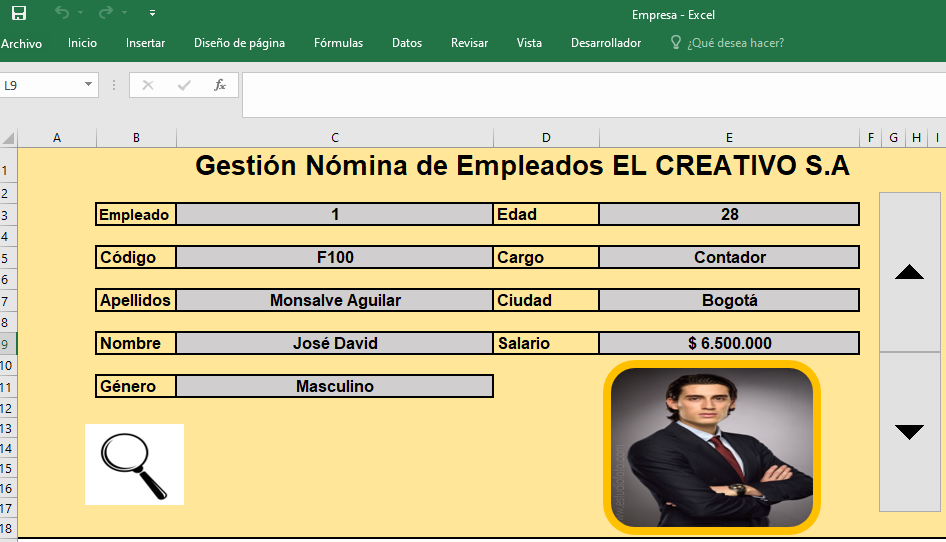 Empresa - Excel
Archivo Inicio Insertar Diseño de página Fórmulas Datos Revisar Vista Desarrollador ¿Qué desea hacer?
L9 fx
A B C D E F G H I
1 Gestión Nómina de Empleados EL CREATIVO S.A
2
3 Empleado 1 Edad 28
4
5 Código F100 Cargo Contador
6
7 Apellidos Monsalve Aguilar Ciudad Bogotá
8
9 Nombre José David Salario $ 6.500.000
10
11 Género Masculino
12
13
14
15
16
17
18